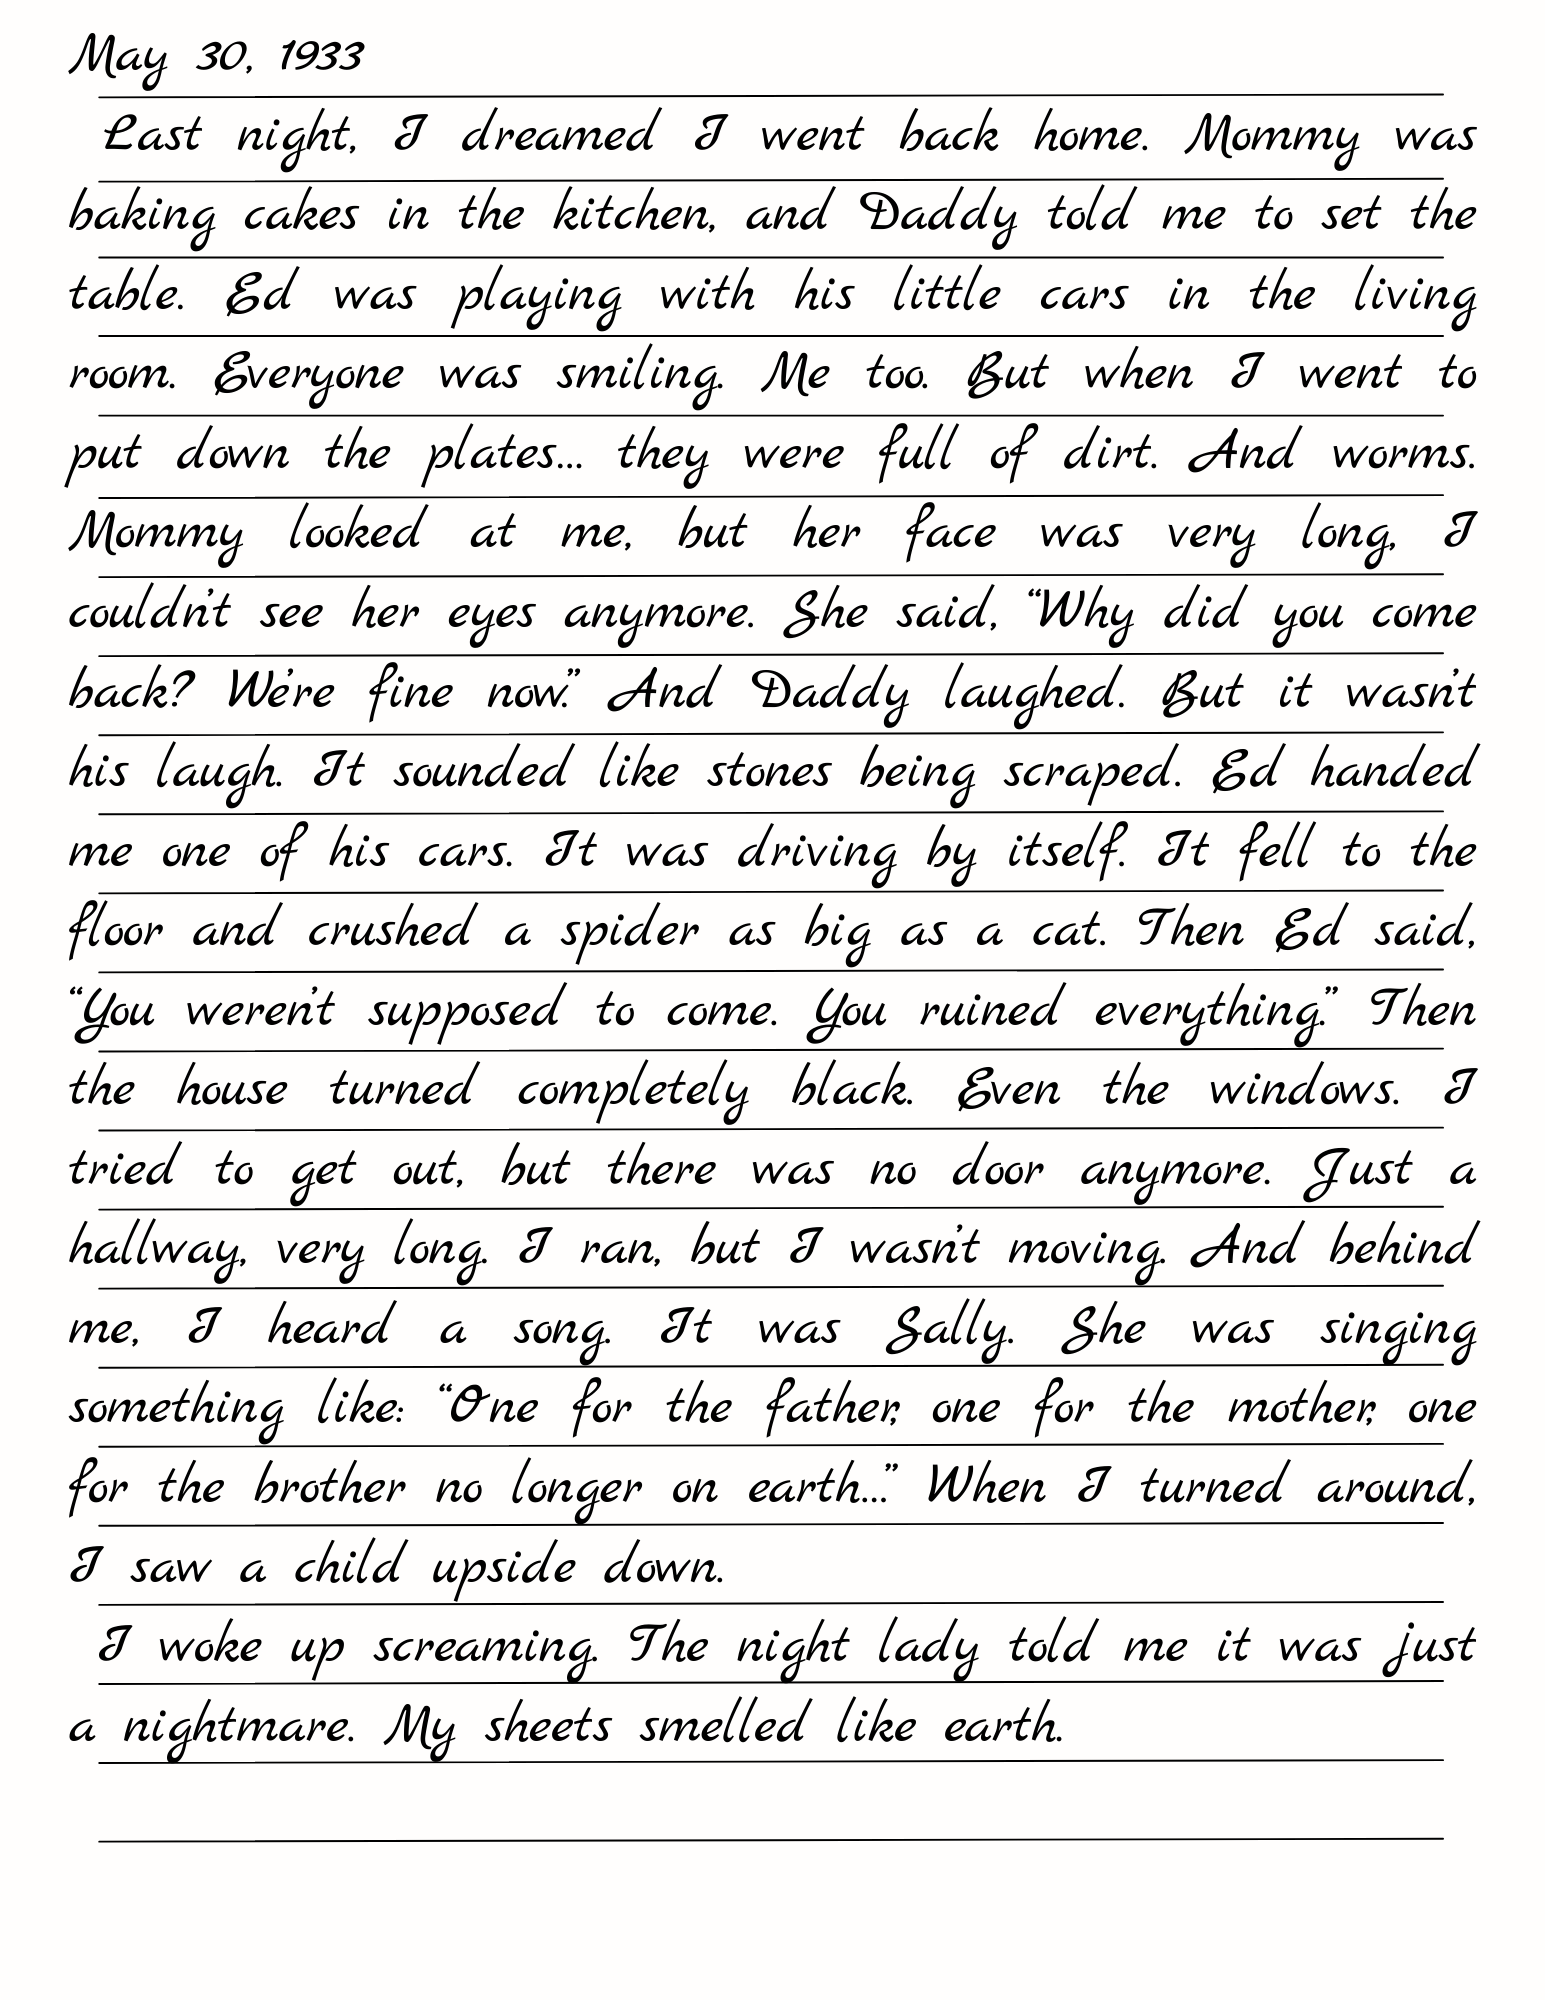 May 30, 1933
Last night, I dreamed I went back home. Mommy was
baking cakes in the kitchen, and Daddy told me to set the
table. Ed was playing with his little cars in the living
room. Everyone was smiling. Me too. But when I went to
put down the plates... they were full of dirt. And worms.
Mommy looked at me, but her face was very long, I
couldn't see her eyes anymore. She said, “Why did you come
back? We're fine now.” And Daddy laughed. But it wasn't
his laugh. It sounded like stones being scraped. Ed handed
me one of his cars. It was driving by itself. It fell to the
floor and crushed a spider as big as a cat. Then Ed said,
“You weren't supposed to come. You ruined everything.” Then
the house turned completely black. Even the windows. I
tried to get out, but there was no door anymore. Just a
hallway, very long. I ran, but I wasn't moving. And behind
me, I heard a song. It was Sally. She was singing
something like: “One for the father, one for the mother, one
for the brother no longer on earth...” When I turned around,
I saw a child upside down.
I woke up screaming. The night lady told me it was just
a nightmare. My sheets smelled like earth.